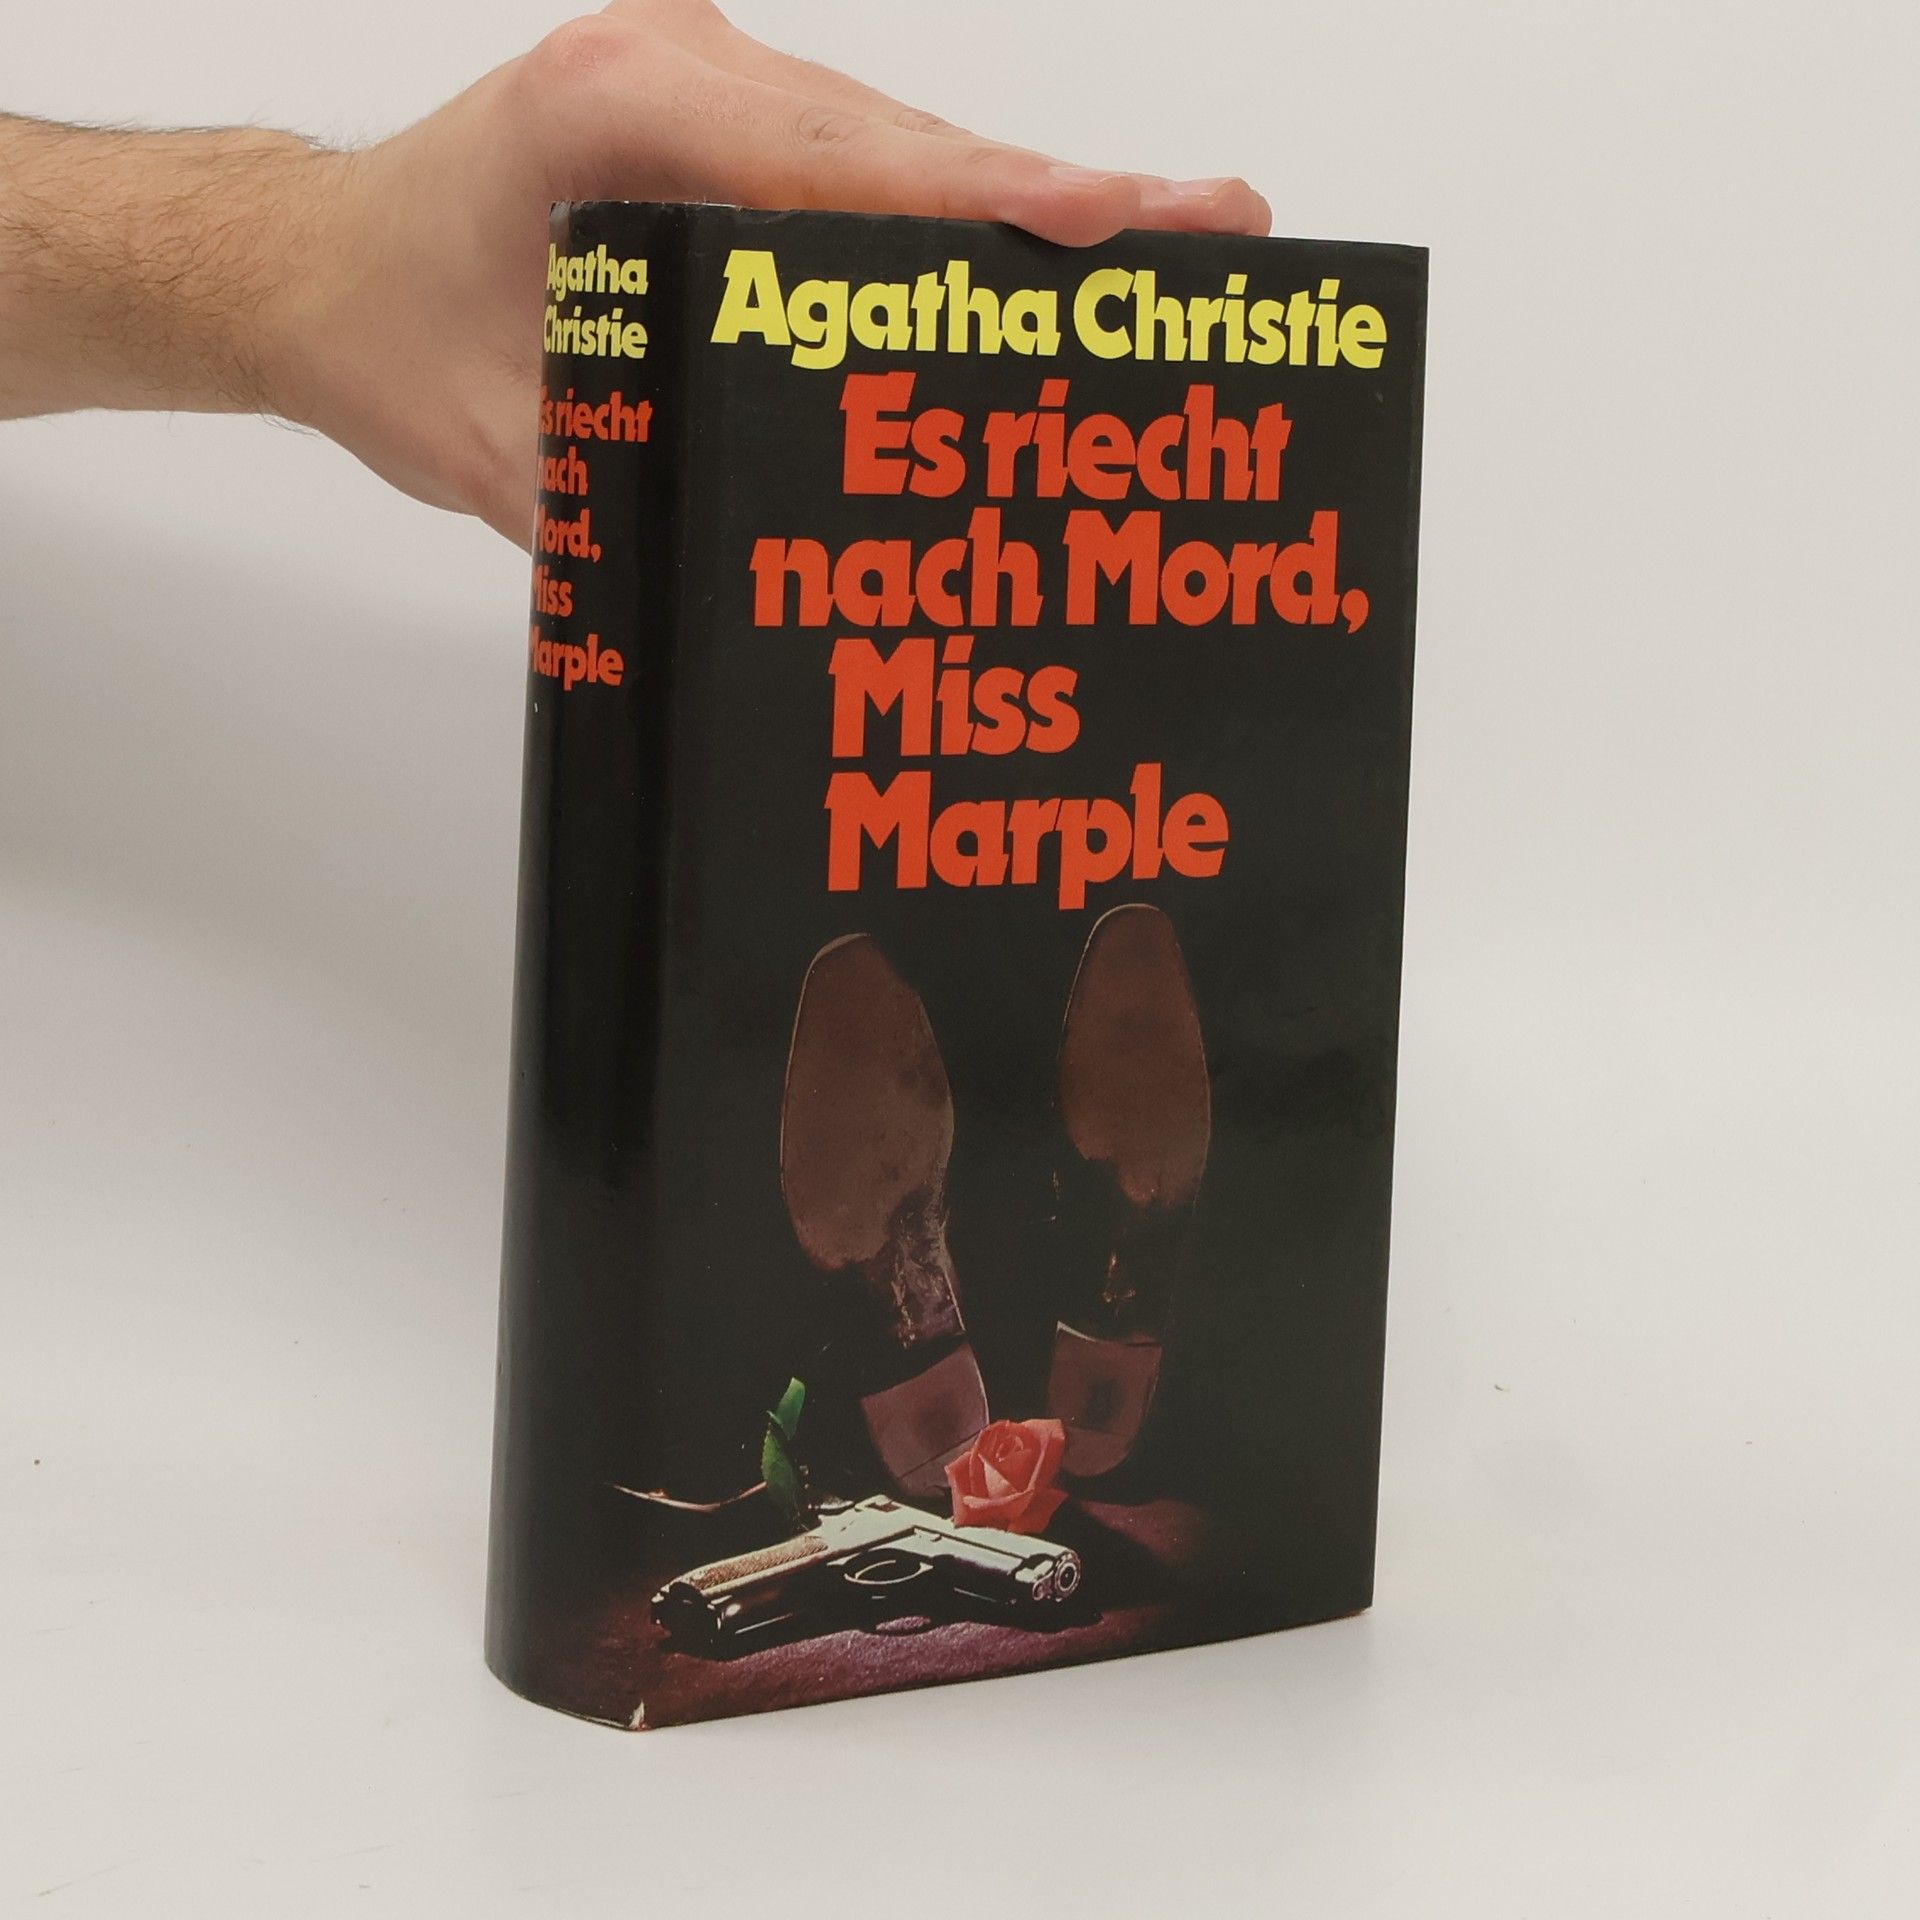 Agatha
Christie
Es riecht
nach
Mord,
Miss
Marple
Agatha Christie
Es riecht
nach Mord,
Miss
Marple